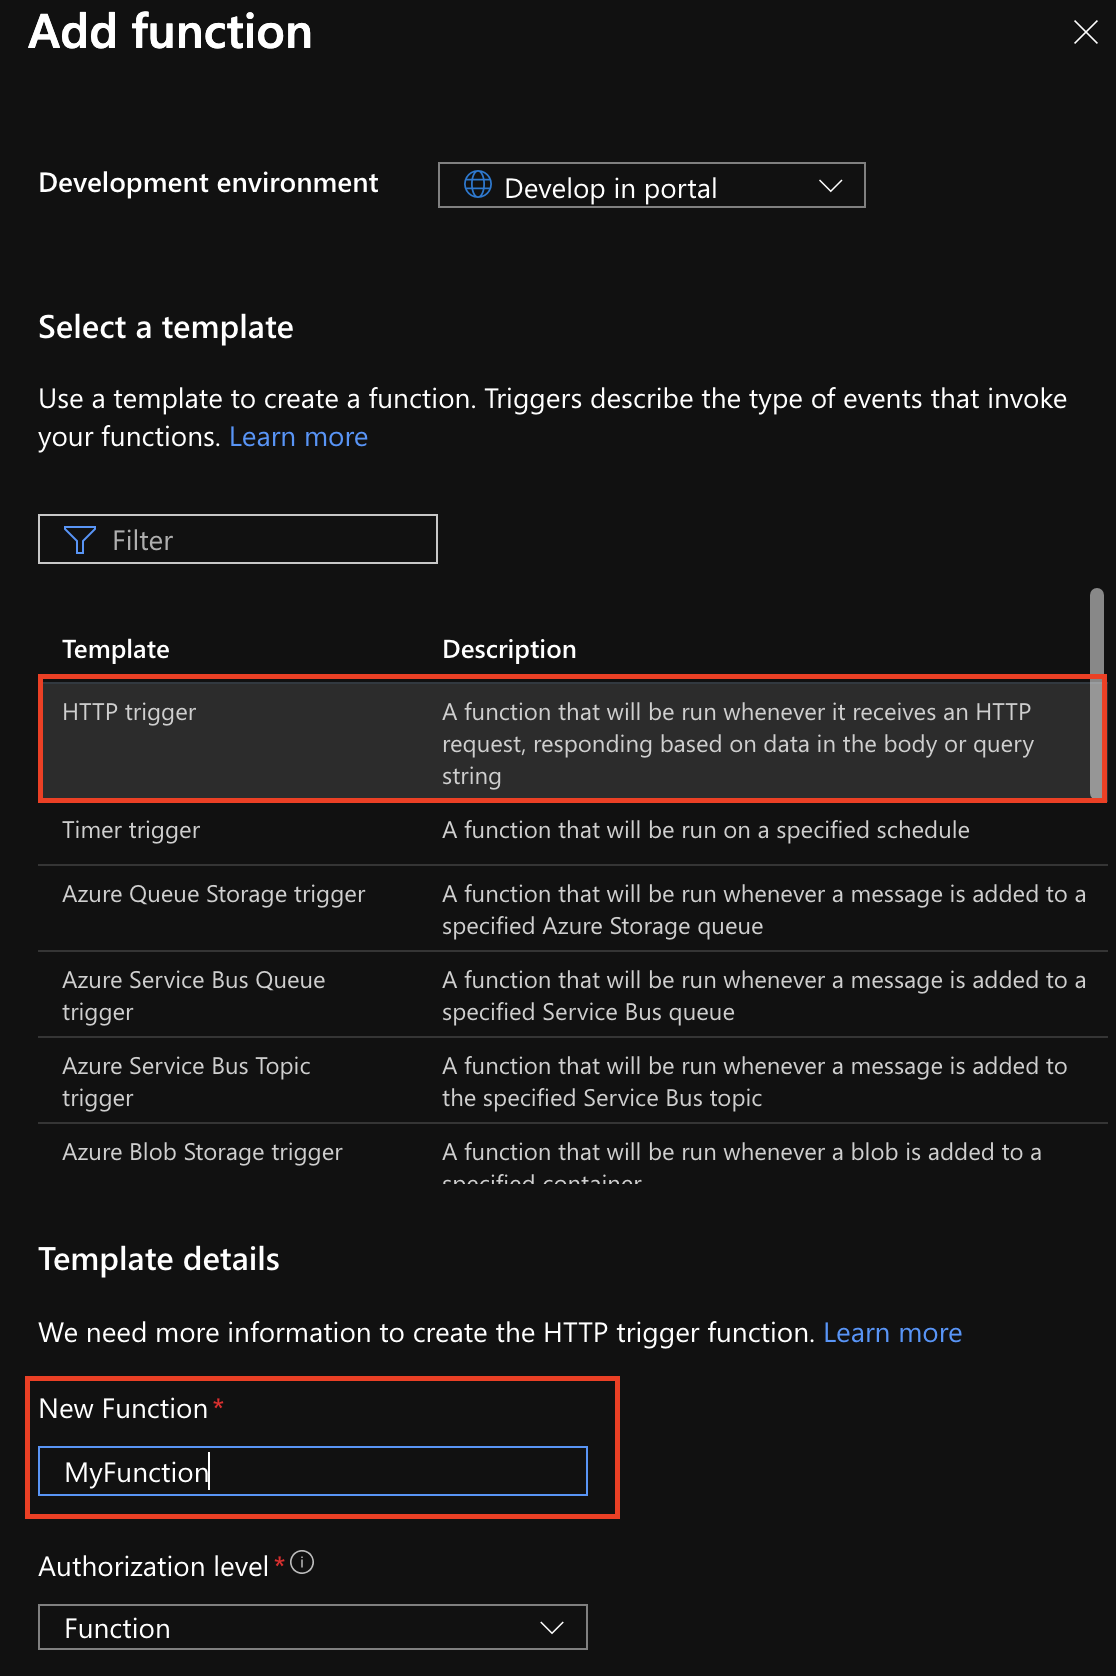 Add function
Development environment
Develop in portal
Select a template
Use a template to create a function. Triggers describe the type of events that invoke
your functions. Learn more
Filter
Template
Description
HTTP trigger
A function that will be run whenever it receives an HTTP
request, responding based on data in the body or query
string
Timer trigger
A function that will be run on a specified schedule
Azure Queue Storage trigger
A function that will be run whenever a message is added to a
specified Azure Storage queue
Azure Service Bus Queue
trigger
A function that will be run whenever a message is added to a
specified Service Bus queue
Azure Service Bus Topic
trigger
A function that will be run whenever a message is added to
the specified Service Bus topic
Azure Blob Storage trigger
A function that will be run whenever a blob is added to a
specified container
Template details
We need more information to create the HTTP trigger function. Learn more
New Function *
MyFunction
Authorization level *
Function